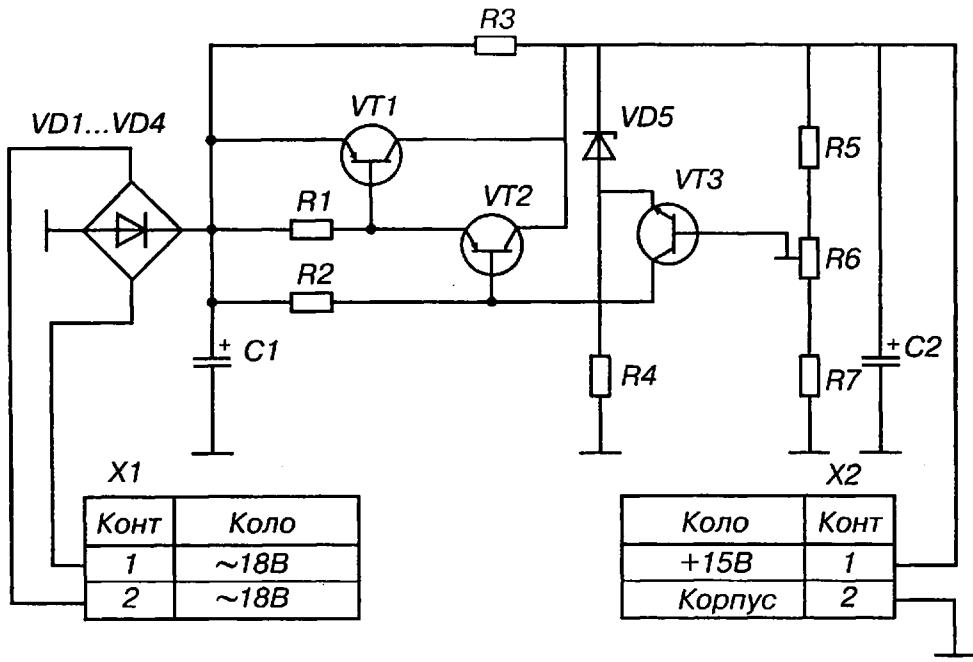 R3
VT1
VD1...VD4
VD5
R5
VT3
R1
VT2
R6
R2
C1
+
R4
R7
+
C2
X1
Конт Коло
1 ~18В
2 ~18В
X2
Коло Конт
+15В 1
Корпус 2